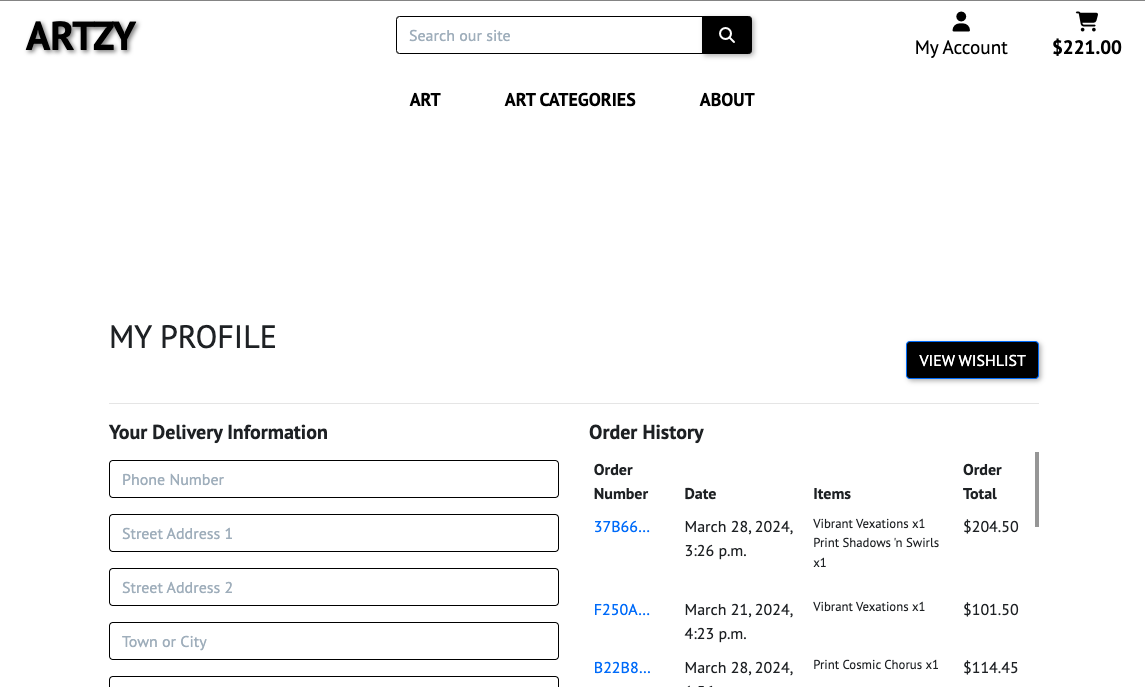 ARTZY
Search our site
My Account
$221.00
ART ART CATEGORIES ABOUT
MY PROFILE
VIEW WISHLIST
Your Delivery Information
Phone Number
Street Address 1
Street Address 2
Town or City
Order History
Order
Number Date Items Order
Total
37B66... March 28, 2024,
3:26 p.m. Vibrant Vexations x1
Print Shadows 'n Swirls
x1 $204.50
F250A... March 21, 2024,
4:23 p.m. Vibrant Vexations x1 $101.50
B22B8... March 28, 2024, Print Cosmic Chorus x1 $114.45